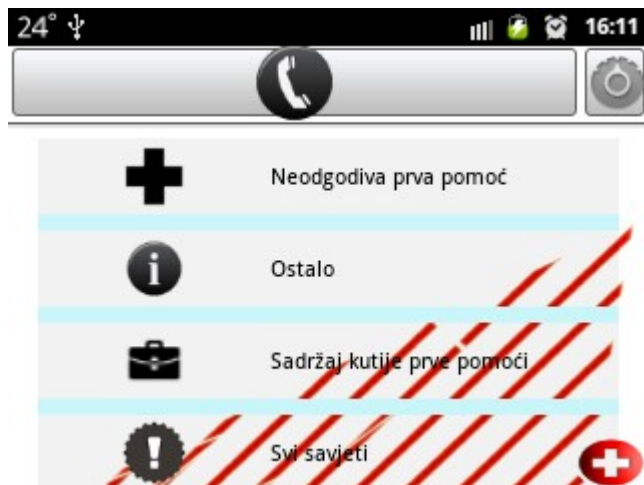 24° 16:11
Neodgodiva prva pomoć
Ostalo
Sadržaj kutije prve pomoći
Svi savjeti